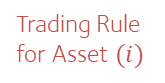 Trading Rule
for Asset (i)